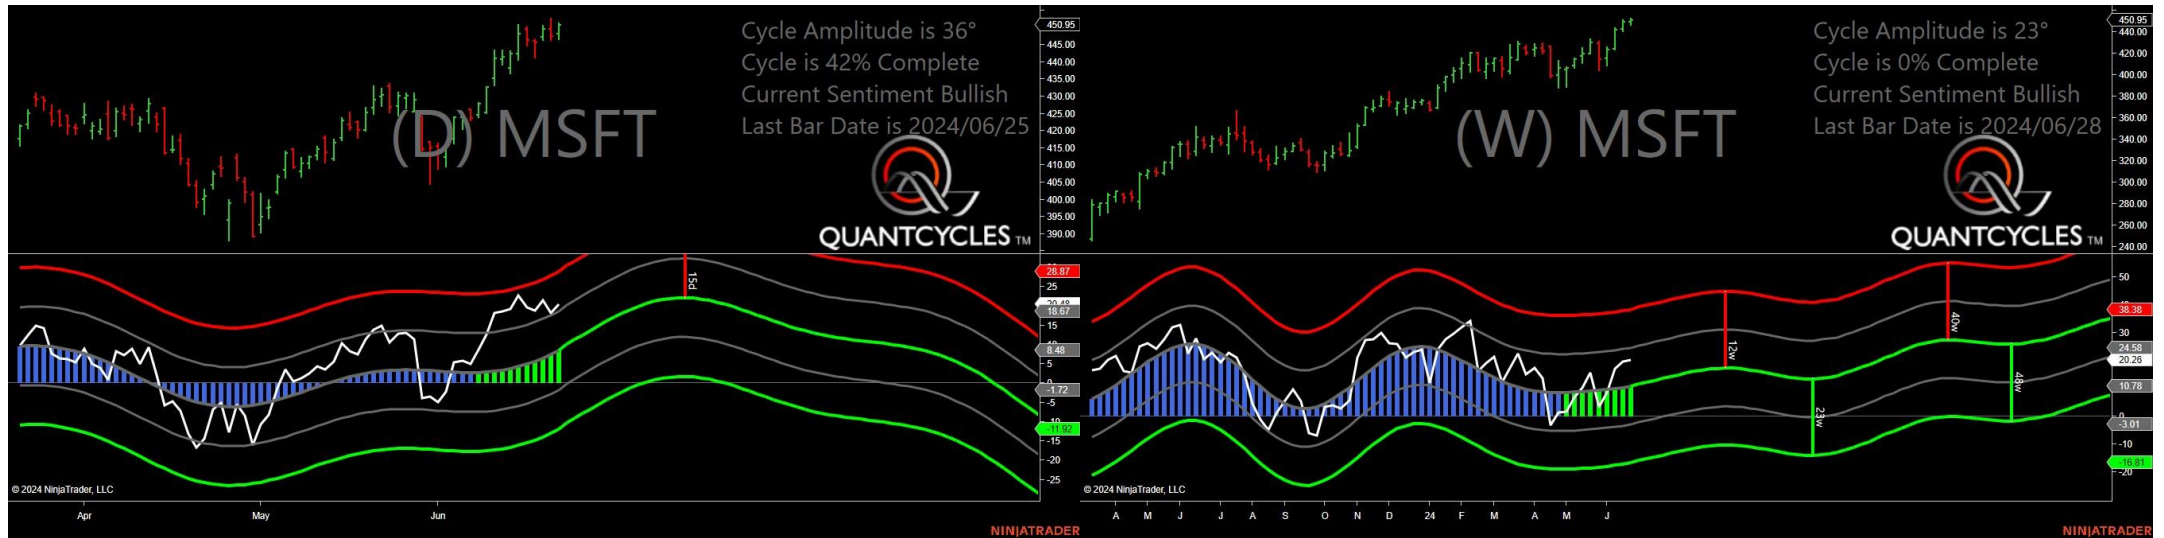 Cycle Amplitude is 36°
Cycle is 42% Complete
Current Sentiment Bullish
Last Bar Date is 2024/06/25
(D) MSFT
QUANTCYCLES TM
450.95
445.00
440.00
435.00
430.00
425.00
420.00
415.00
410.00
405.00
400.00
395.00
390.00
28.87
25
20.48
18.67
15
8.48
5
0
-1.72
-5
-11.92
-15
-20
-25
15d
© 2024 NinjaTrader, LLC
Apr May Jun
NINJATRADER
Cycle Amplitude is 23°
Cycle is 0% Complete
Current Sentiment Bullish
Last Bar Date is 2024/06/28
(W) MSFT
QUANTCYCLES TM
450.95
440.00
420.00
400.00
380.00
360.00
340.00
320.00
300.00
280.00
260.00
240.00
50
38.38
30
24.58
20.26
10.78
0
-3.01
-10
-16.81
-20
12w
23w
40w
48w
© 2024 NinjaTrader, LLC
A M J J A S O N D 24 F M A M J
NINJATRADER